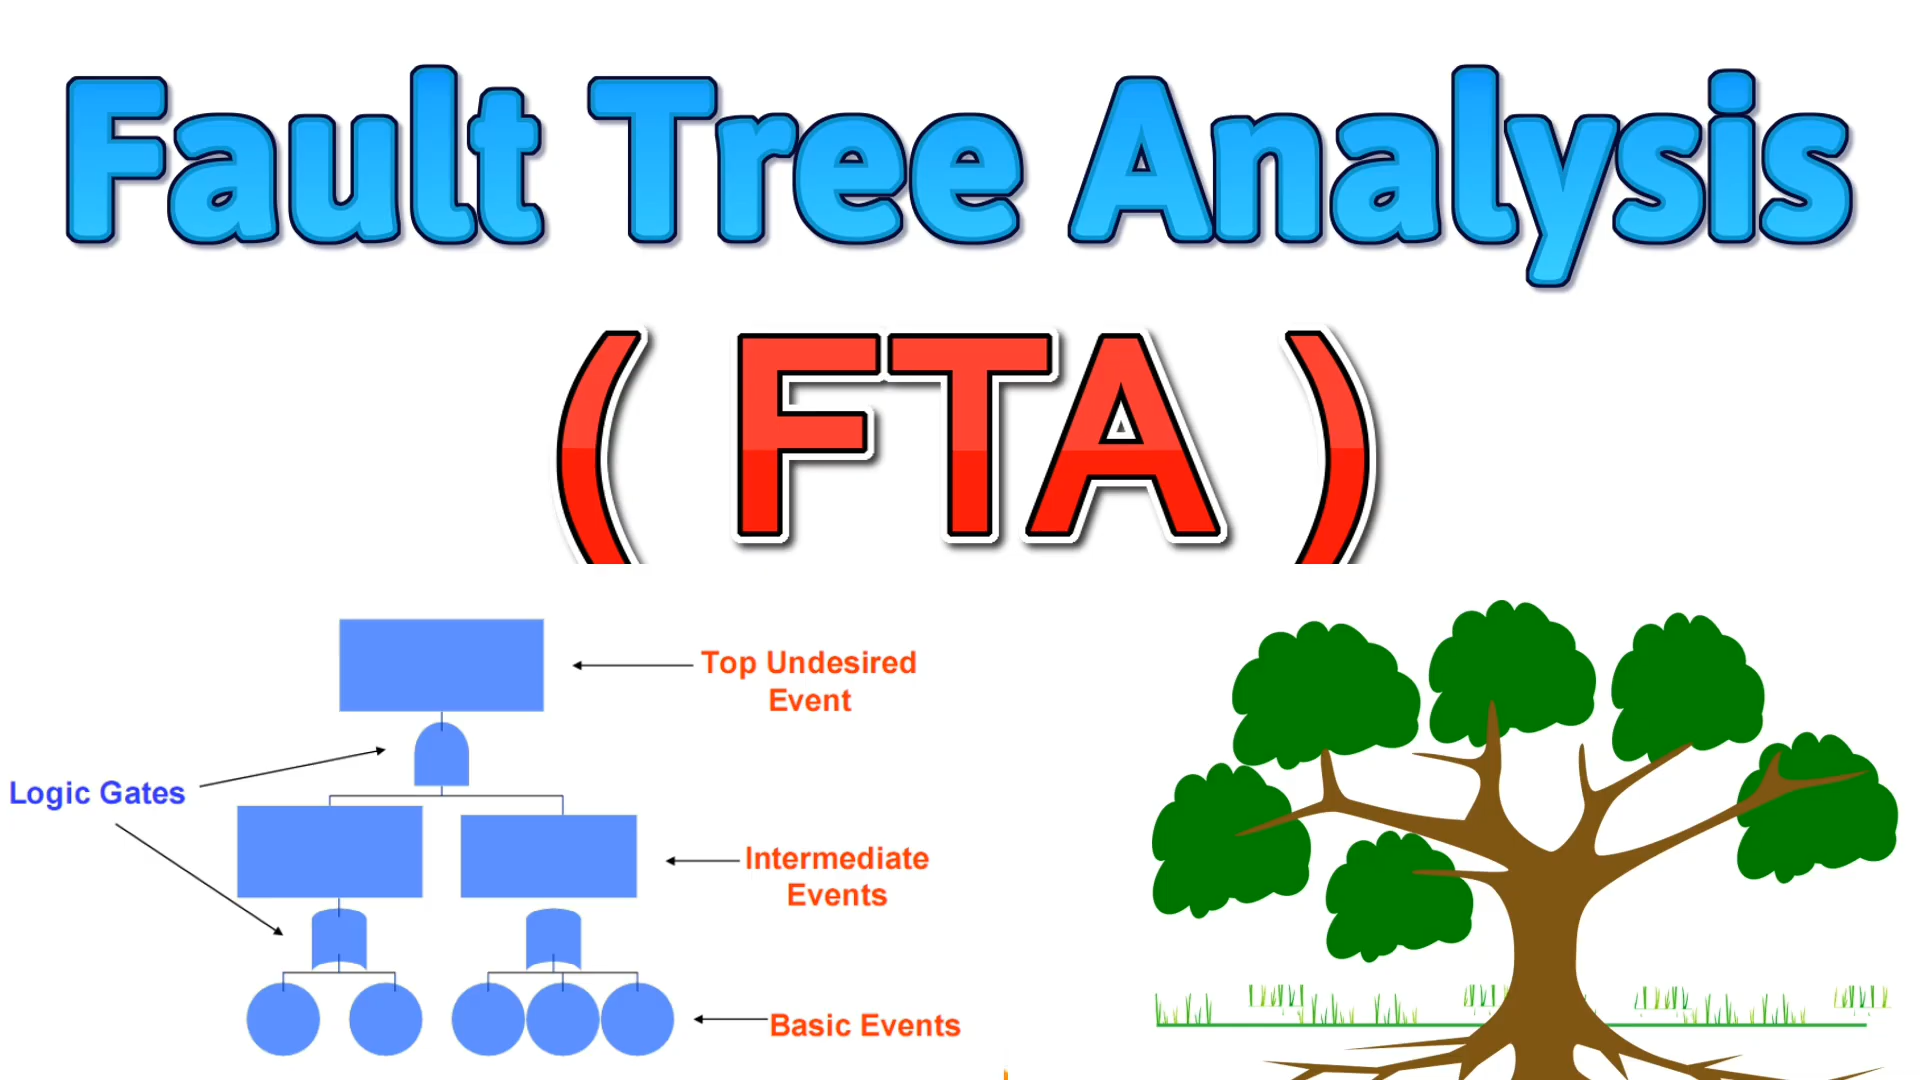 Fault Tree Analysis
( FTA )
Top Undesired
Event
Logic Gates
Intermediate
Events
Basic Events